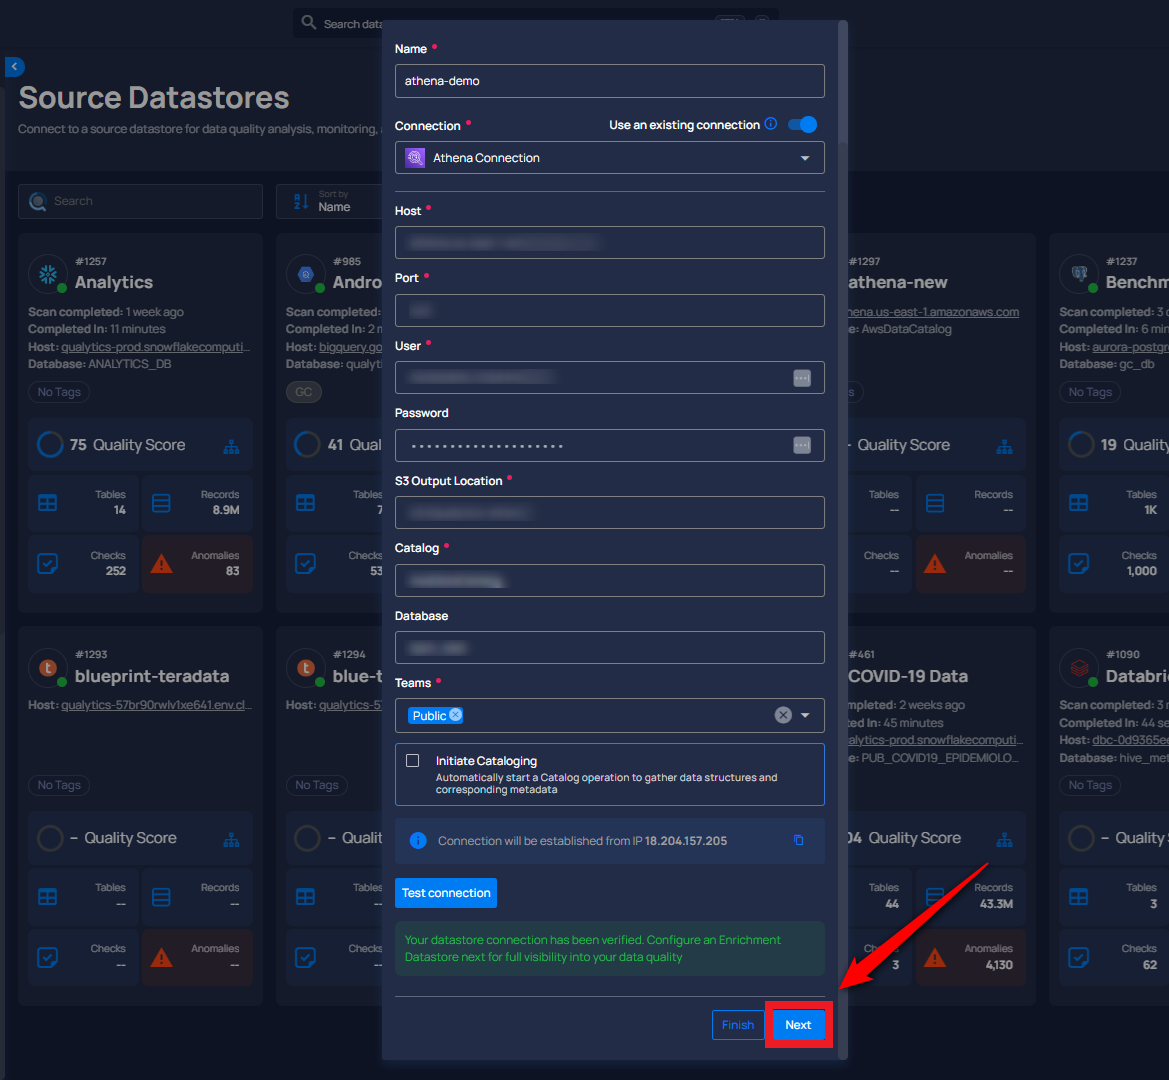 Search data
Source Datastores
Connect to a source datastore for data quality analysis, monitoring,
Search
Sort by
Name
#1257
Analytics
Scan completed: 1 week ago
Completed In: 11 minutes
Host: qualytics-prod.snowflakecomputi...
Database: ANALYTICS_DB
No Tags
75 Quality Score
Tables
14
Records
8.9M
Checks
252
Anomalies
83
#985
Andro
Scan completed:
Completed In: 2 m
Host: bigquery.go
Database: qualyt
GC
41 Qual
Tables
7
Checks
53
Name *
athena-demo
Connection *
Use an existing connection
Athena Connection
Host *
Port *
User *
Password
••••••••••••••••••••
S3 Output Location *
Catalog *
Database
Teams *
Public
Initiate Cataloging
Automatically start a Catalog operation to gather data structures and
corresponding metadata
Connection will be established from IP 18.204.157.205
Test connection
Your datastore connection has been verified. Configure an Enrichment
Datastore next for full visibility into your data quality
Finish
Next
#1297
athena-new
hena.us-east-1.amazonaws.com
e: AwsDataCatalog
s
- Quality Score
Tables
--
Records
--
Checks
--
Anomalies
--
#1237
Benchm
Scan completed: 3
Completed In: 6 min
Host: aurora-postgr
Database: gc_db
No Tags
19 Quality
Tables
1K
Checks
1,000
#1293
blueprint-teradata
Host: qualytics-57br90rwlv1xe641.env.cl...
No Tags
– Quality Score
Tables
--
Records
--
Checks
--
Anomalies
--
#1294
blue-t
Host: qualytics-5
No Tags
– Qualit
Tables
--
Checks
--
#461
COVID-19 Data
mpleted: 2 weeks ago
d In: 45 minutes
alytics-prod.snowflakecomputi...
e: PUB_COVID19_EPIDEMIOLO...
04 Quality Score
Tables
44
Records
43.3M
Checks
3
Anomalies
4,130
#1090
Databri
Scan completed: 3
Completed In: 44 se
Host: dbc-0d9365ee
Database: hive_met
No Tags
– Quality
Tables
3
Checks
62